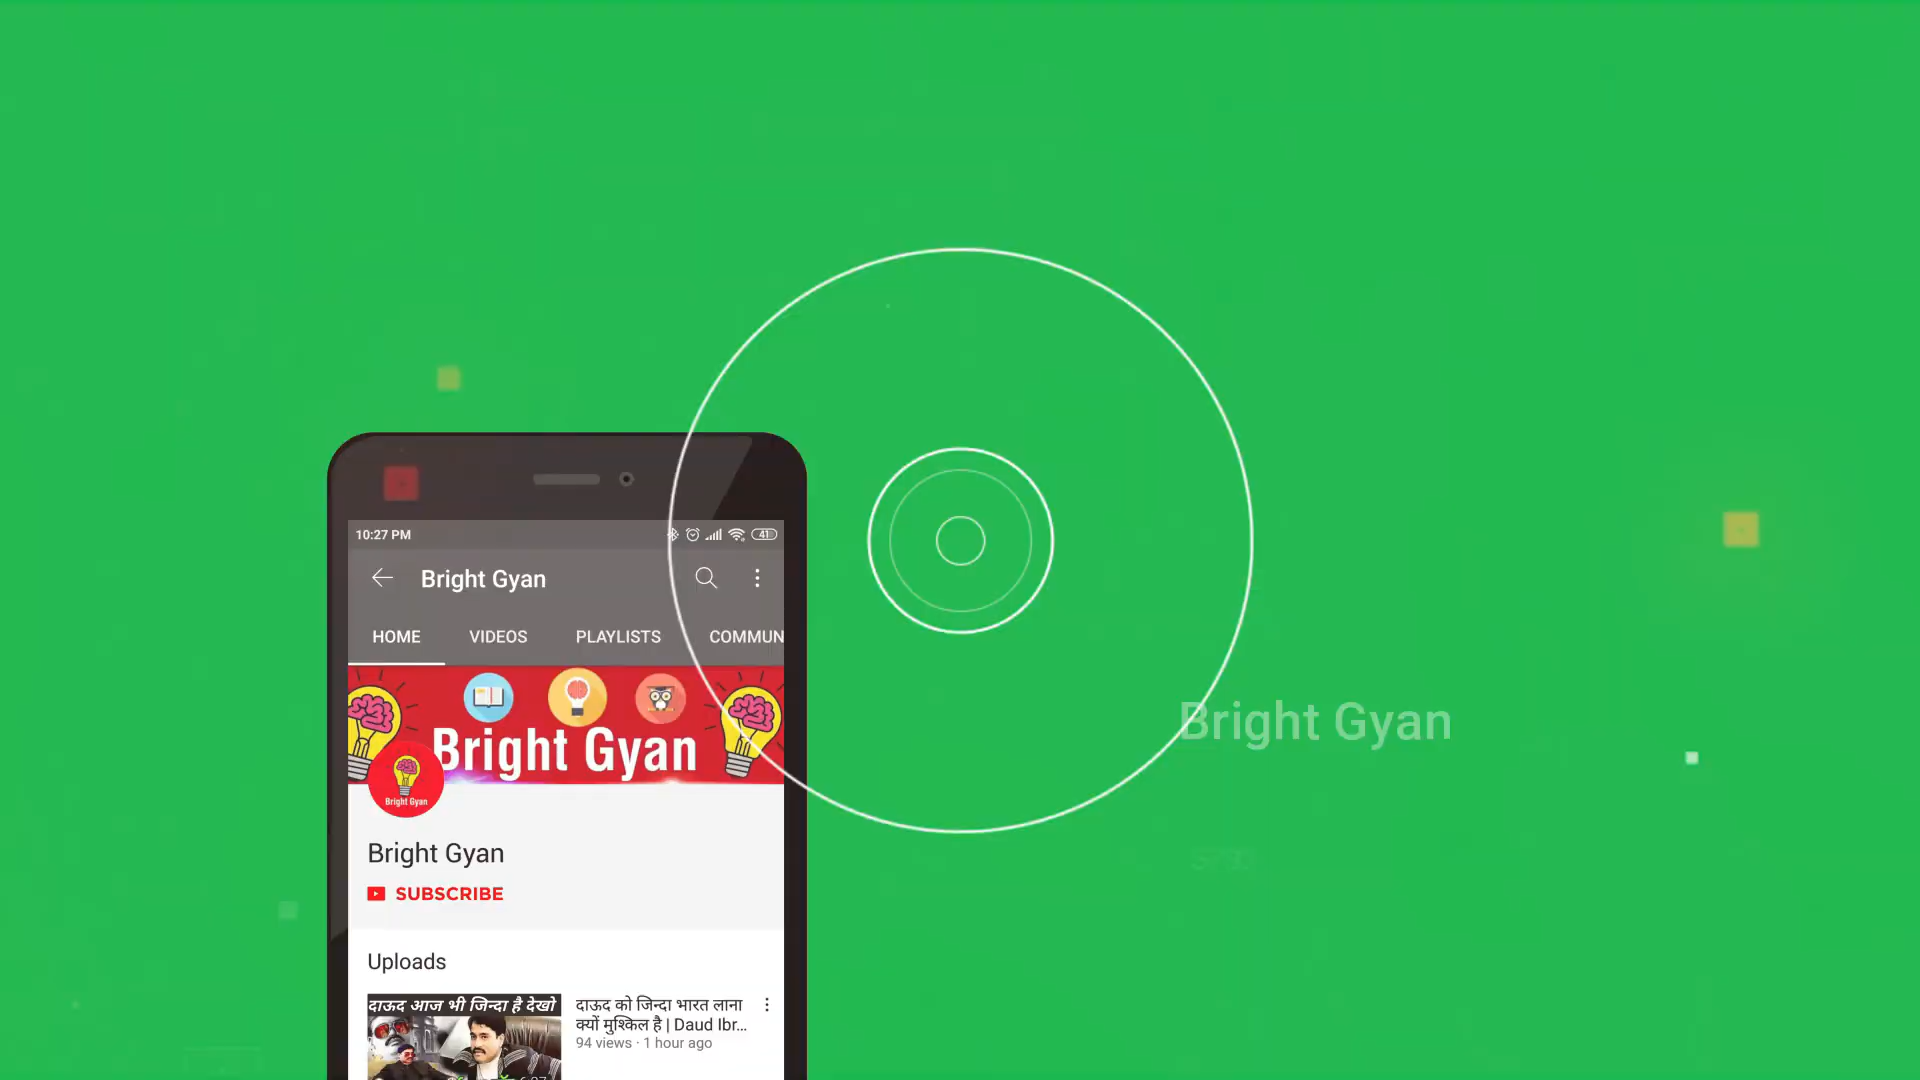 10:27 PM
41
Bright Gyan
HOME VIDEOS PLAYLISTS COMMUN
Bright Gyan
Bright Gyan
Bright Gyan
SUBSCRIBE
Uploads
दाऊद आज भी जिन्दा है देखो
दाऊद को जिन्दा भारत लाना
क्यों मुश्किल है | Daud Ibr...
94 views · 1 hour ago
Bright Gyan